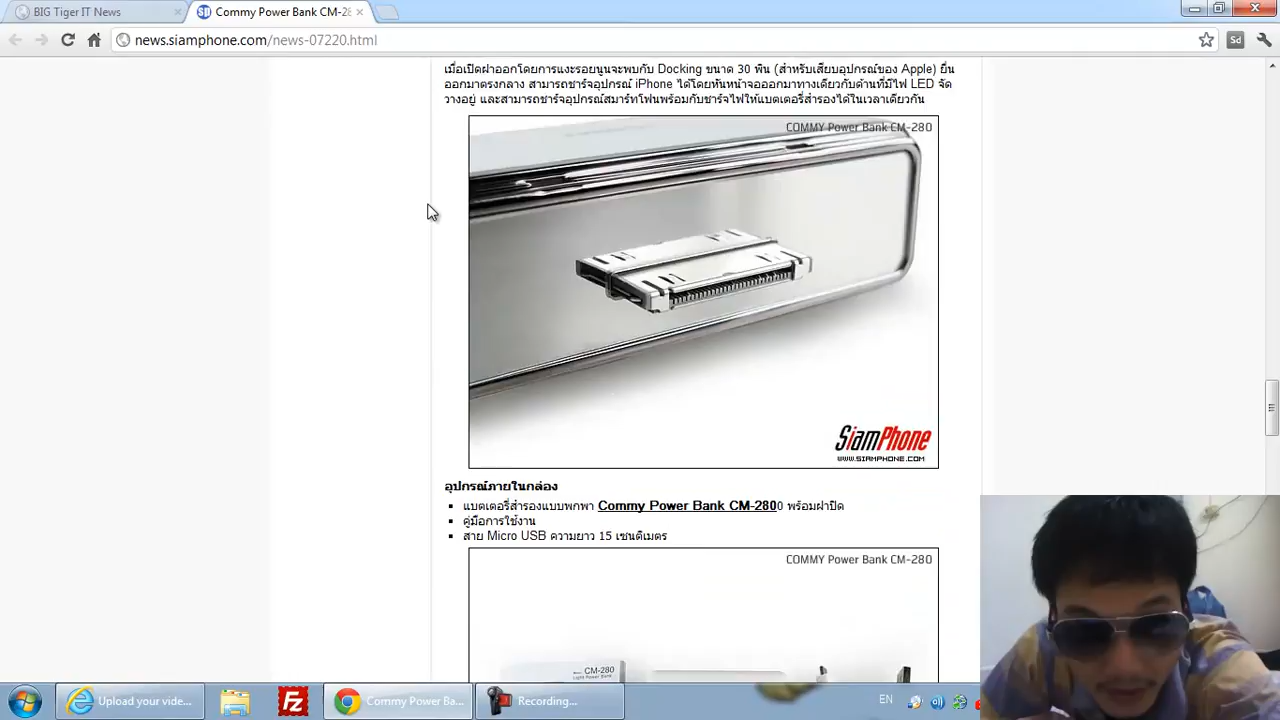 BIG Tiger IT News
Commy Power Bank CM-28
news.siamphone.com/news-07220.html
Sd
เมื่อเปิดฝาออกโดยการแงะรอยนูนจะพบกับ Docking ขนาด 30 พิน (สำหรับเสียบอุปกรณ์ของ Apple) ยื่น
ออกมาตรงกลาง สามารถชาร์จอุปกรณ์ iPhone ได้โดยหันหน้าจอออกมาทางเดียวกับด้านที่มีไฟ LED จัด
วางอยู่ และสามารถชาร์จอุปกรณ์สมาร์ทโฟนพร้อมกับชาร์จไฟให้แบตเตอรี่สำรองได้ในเวลาเดียวกัน
COMMY Power Bank CM-280
SiamPhone
WWW.SIAMPHONE.COM
อุปกรณ์ภายในกล่อง
แบตเตอรี่สำรองแบบพกพา Commy Power Bank CM-2800 พร้อมฝาปิด
คู่มือการใช้งาน
สาย Micro USB ความยาว 15 เซนติเมตร
COMMY Power Bank CM-280
CM-280
Light Power Bank
Upload your vide...
Commy Power Ba...
Recording...
EN